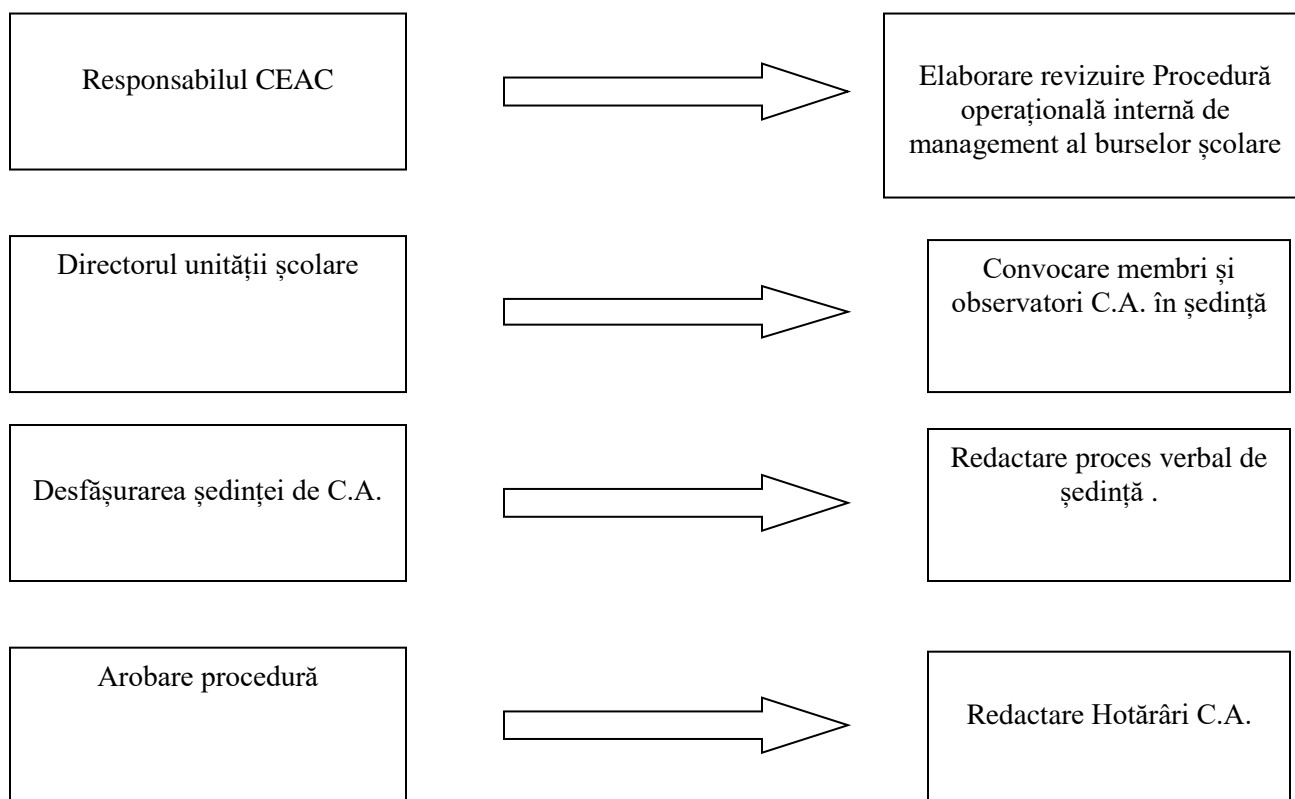 Responsabilul CEAC
Elaborare revizuire Procedură
operațională internă de
management al burselor școlare
Directorul unității școlare
Convocare membri și
observatori C.A. în ședință
Desfășurarea ședinței de C.A.
Redactare proces verbal de
ședință .
Arobare procedură
Redactare Hotărâri C.A.